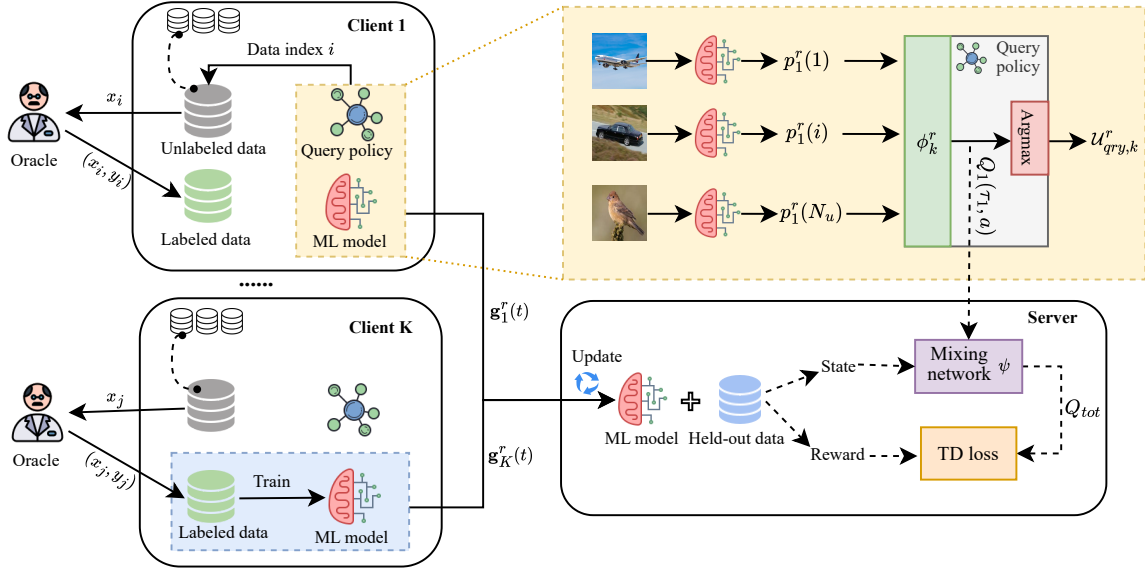 Client 1
Data index i
x_i
Oracle
(x_i, y_i)
Unlabeled data
Labeled data
Query policy
ML model
p_1^r(1)
p_1^r(i)
p_1^r(N_u)
ϕ_k^r
Query
policy
Argmax
Q_1(τ_1, a)
𝒰_{qry,k}^r
......
g_1^r(t)
Client K
x_j
Oracle
(x_j, y_j)
Labeled data
Train
ML model
g_K^r(t)
Server
Update
ML model
Held-out data
State
Reward
Mixing
network ψ
Q_{tot}
TD loss